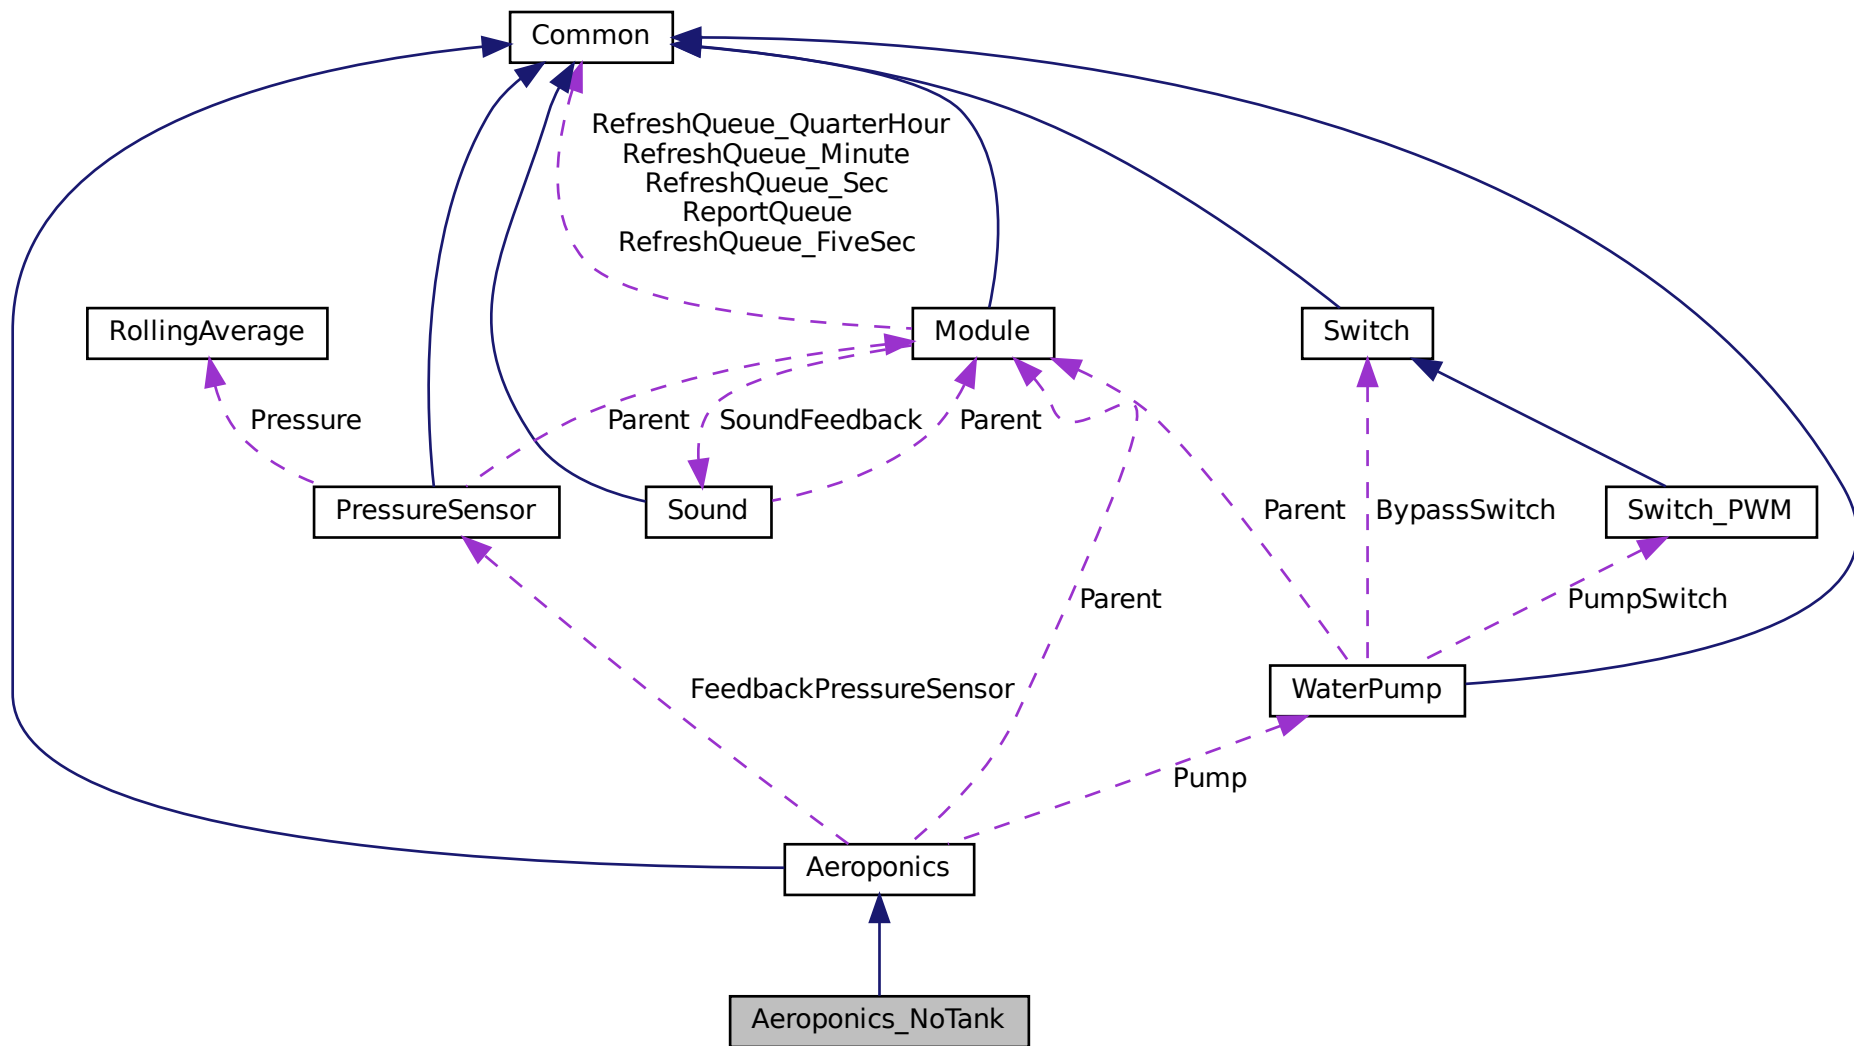 Common
RefreshQueue_QuarterHour
RefreshQueue_Minute
RefreshQueue_Sec
ReportQueue
RefreshQueue_FiveSec
RollingAverage
Module
Switch
Pressure
Parent
SoundFeedback
Parent
PressureSensor
Sound
Parent
BypassSwitch
Switch_PWM
Parent
PumpSwitch
FeedbackPressureSensor
WaterPump
Pump
Aeroponics
Aeroponics_NoTank